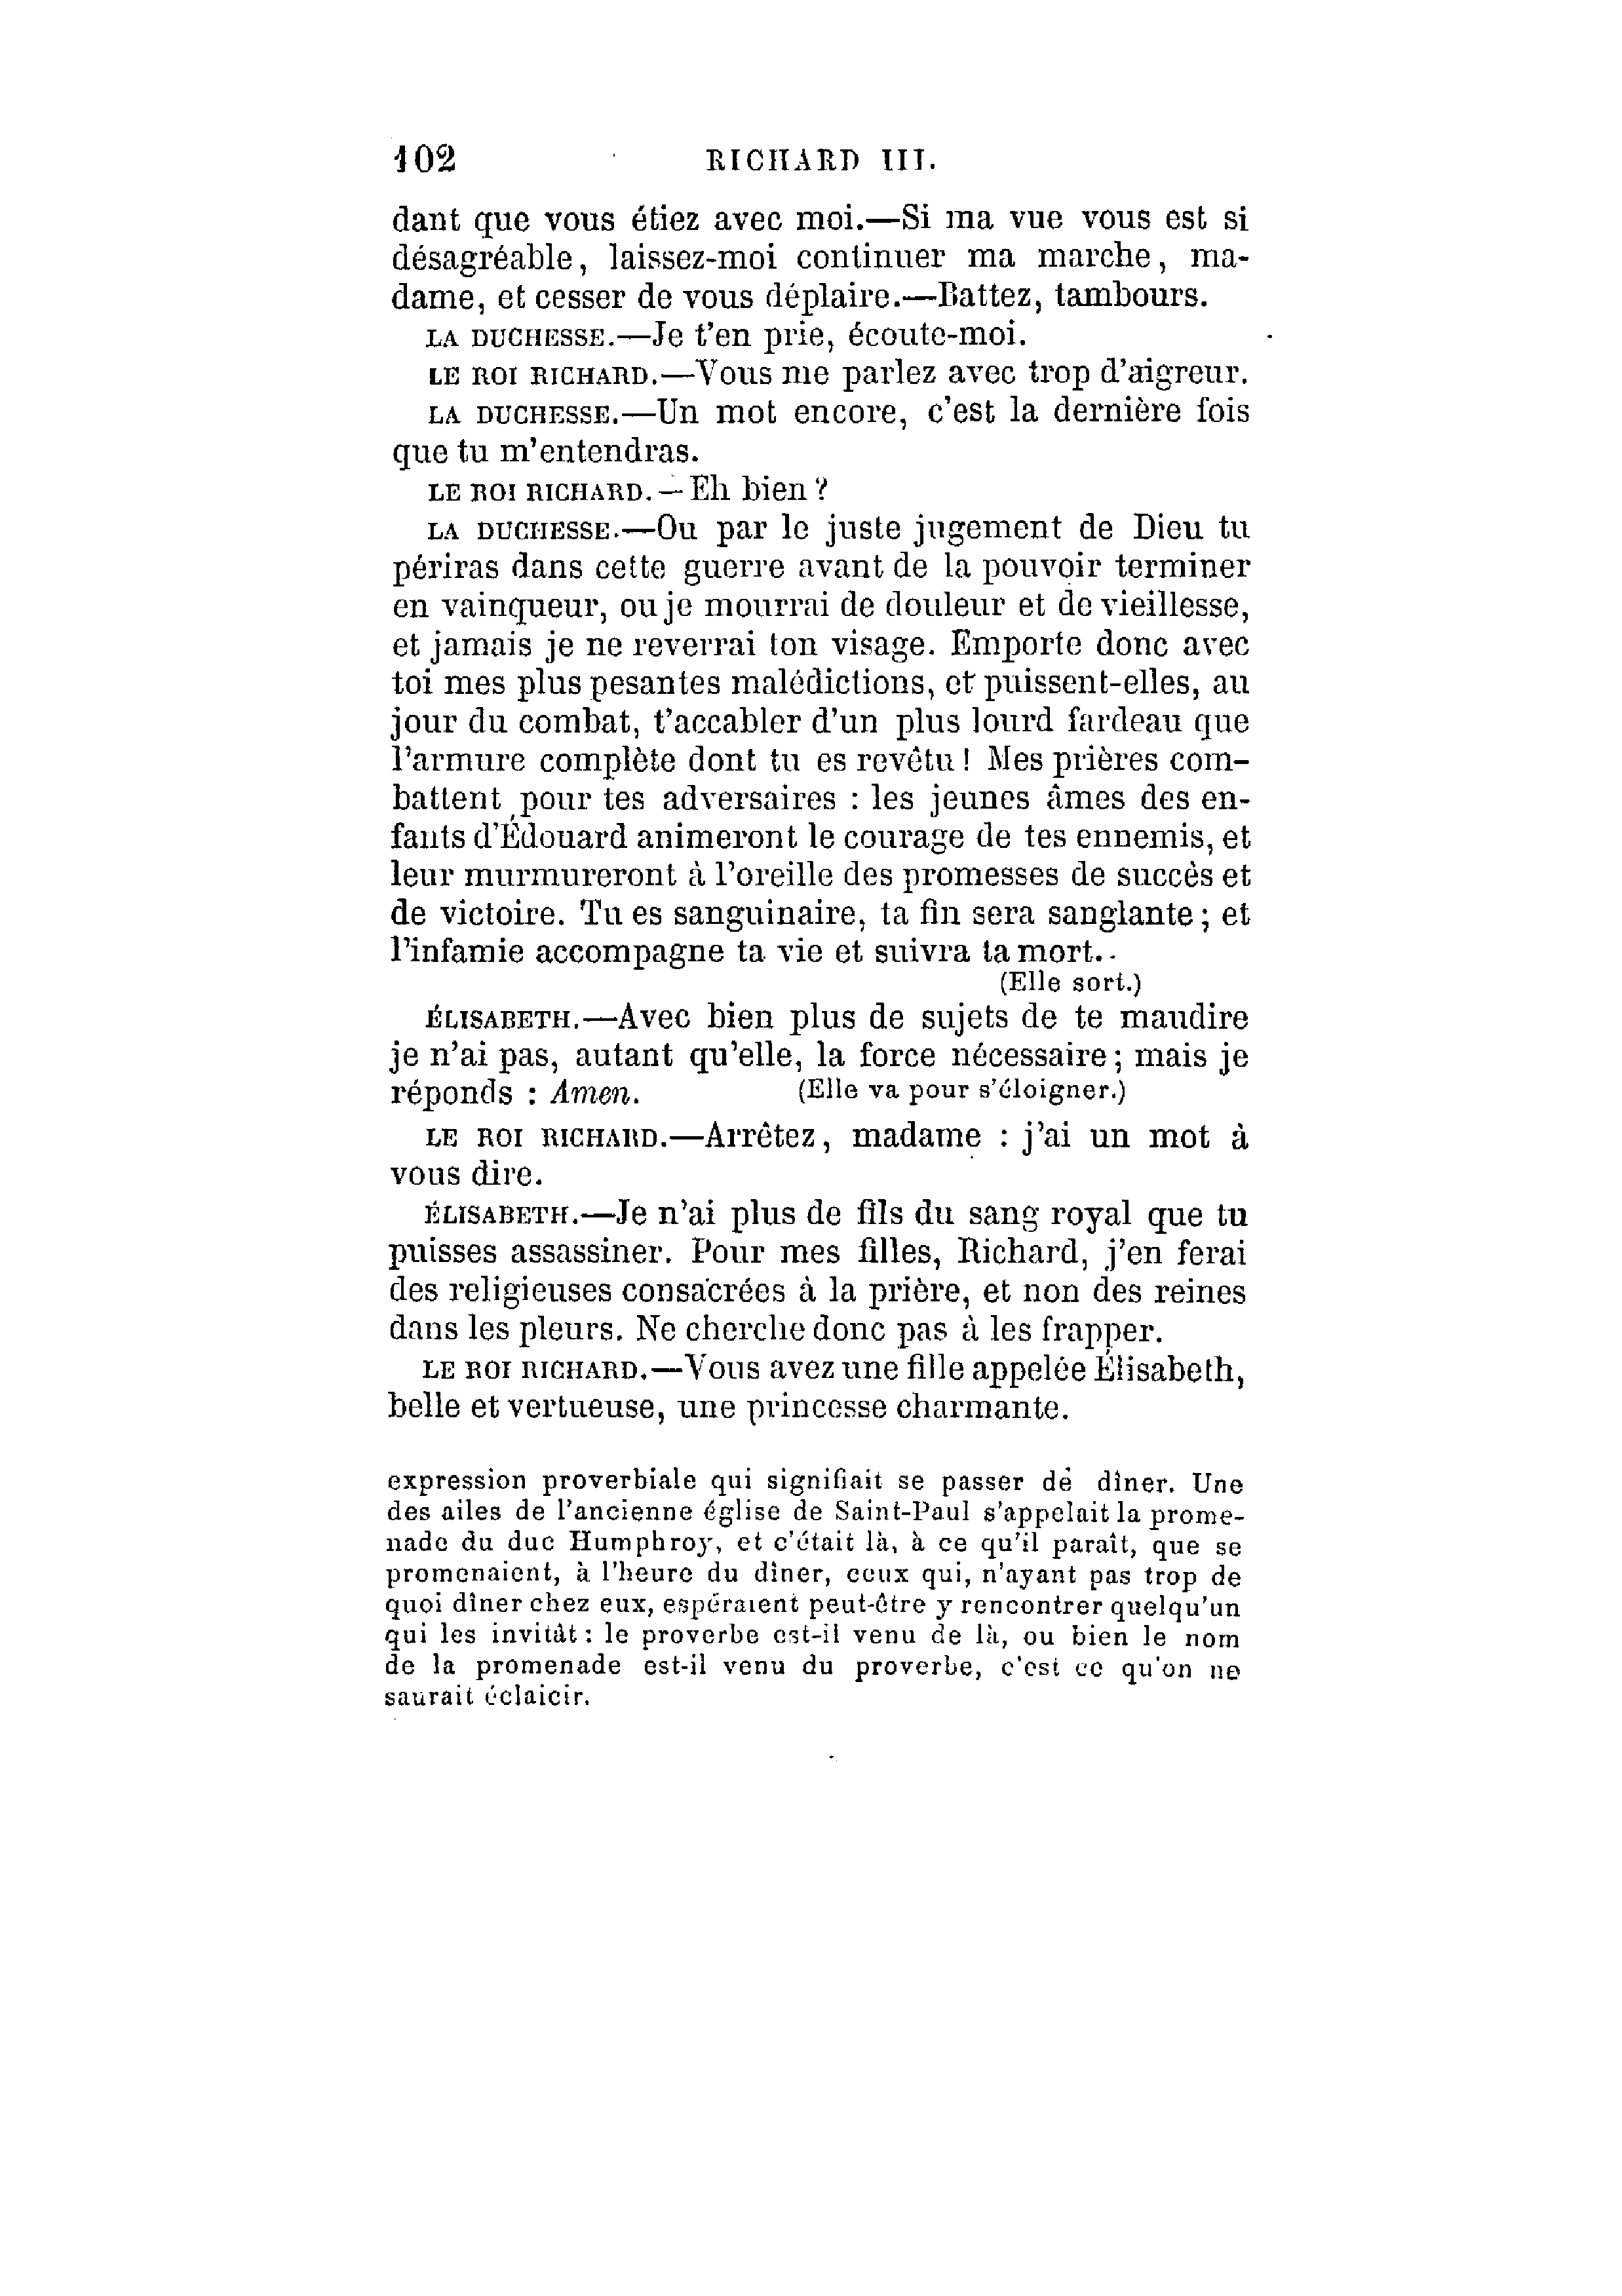 102 RICHARD III.
dant que vous étiez avec moi.—Si ma vue vous est si
désagréable, laissez-moi continuer ma marche, ma-
dame, et cesser de vous déplaire.—Battez, tambours.
LA DUCHESSE.—Je t'en prie, écoute-moi.
LE ROI RICHARD.—Vous me parlez avec trop d'aigreur.
LA DUCHESSE.—Un mot encore, c'est la dernière fois
que tu m'entendras.
LE ROI RICHARD.—Eh bien ?
LA DUCHESSE.—Ou par le juste jugement de Dieu tu
périras dans cette guerre avant de la pouvoir terminer
en vainqueur, ou je mourrai de douleur et de vieillesse,
et jamais je ne reverrai ton visage. Emporte donc avec
toi mes plus pesantes malédictions, et puissent-elles, au
jour du combat, t'accabler d'un plus lourd fardeau que
l'armure complète dont tu es revêtu ! Mes prières com-
battent pour tes adversaires : les jeunes âmes des en-
fants d'Édouard animeront le courage de tes ennemis, et
leur murmureront à l'oreille des promesses de succès et
de victoire. Tu es sanguinaire, ta fin sera sanglante ; et
l'infamie accompagne ta vie et suivra ta mort.
(Elle sort.)
ÉLISABETH.—Avec bien plus de sujets de te maudire
je n'ai pas, autant qu'elle, la force nécessaire ; mais je
réponds : Amen. (Elle va pour s'éloigner.)
LE ROI RICHARD.—Arrêtez, madame : j'ai un mot à
vous dire.
ÉLISABETH.—Je n'ai plus de fils du sang royal que tu
puisses assassiner. Pour mes filles, Richard, j'en ferai
des religieuses consacrées à la prière, et non des reines
dans les pleurs. Ne cherche donc pas à les frapper.
LE ROI RICHARD.—Vous avez une fille appelée Élisabeth,
belle et vertueuse, une princesse charmante.
expression proverbiale qui signifiait se passer de dîner. Une
des ailes de l'ancienne église de Saint-Paul s'appelait la prome-
nade du duc Humphroy, et c'était là, à ce qu'il paraît, que se
promenaient, à l'heure du dîner, ceux qui, n'ayant pas trop de
quoi dîner chez eux, espéraient peut-être y rencontrer quelqu'un
qui les invitât : le proverbe est-il venu de là, ou bien le nom
de la promenade est-il venu du proverbe, c'est ce qu'on ne
saurait éclaicir.